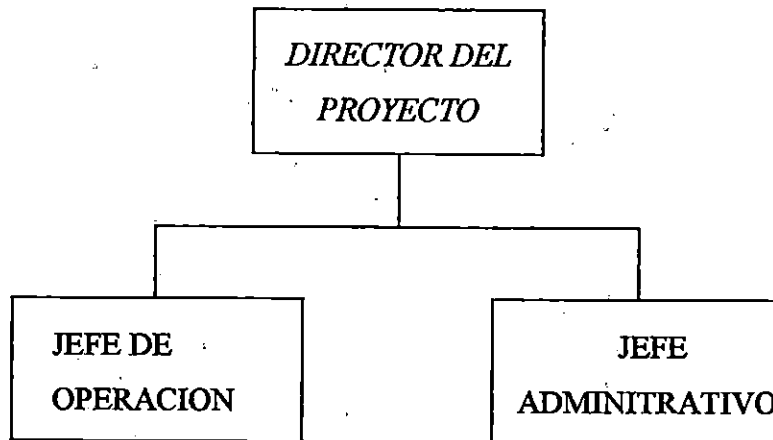 DIRECTOR DEL
PROYECTO
JEFE DE
OPERACION
JEFE
ADMINITRATIVO